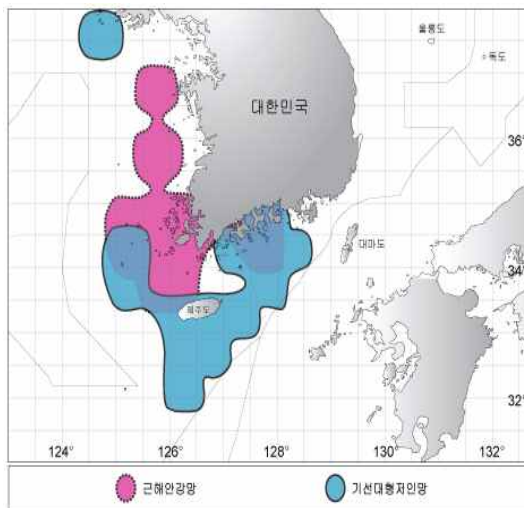 울릉도
독도
대한민국
36°
대마도
34°
제주도
32°
124°
126°
128°
130°
132°
근해안강망
기선대형저인망